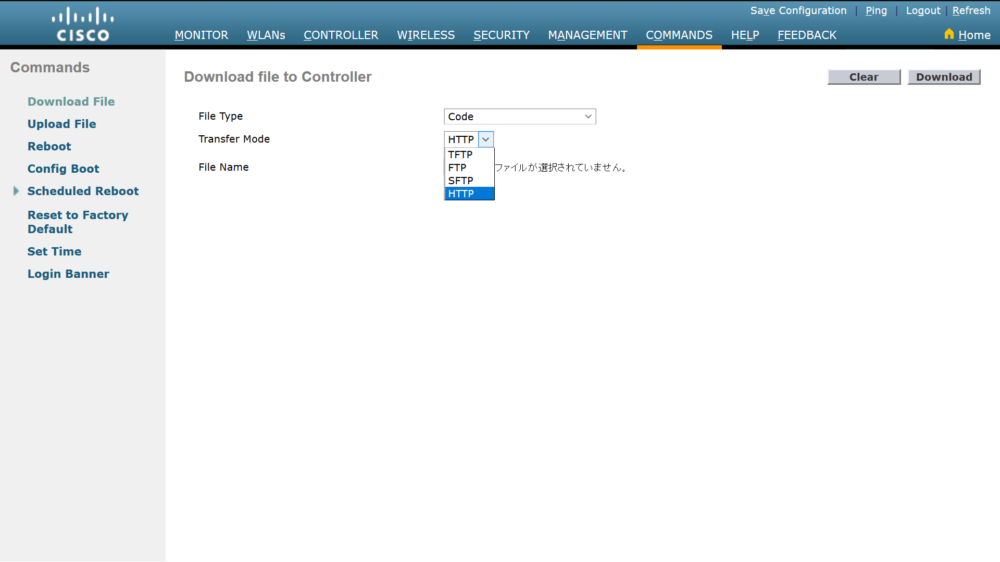 Save Configuration | Ping | Logout | Refresh
CISCO
MONITOR WLANs CONTROLLER WIRELESS SECURITY MANAGEMENT COMMANDS HELP FEEDBACK Home
Commands
Download File
Upload File
Reboot
Config Boot
Scheduled Reboot
Reset to Factory
Default
Set Time
Login Banner
Download file to Controller
Clear Download
File Type Code
Transfer Mode HTTP
TFTP
FTP
SFTP
HTTP
File Name ファイルが選択されていません。